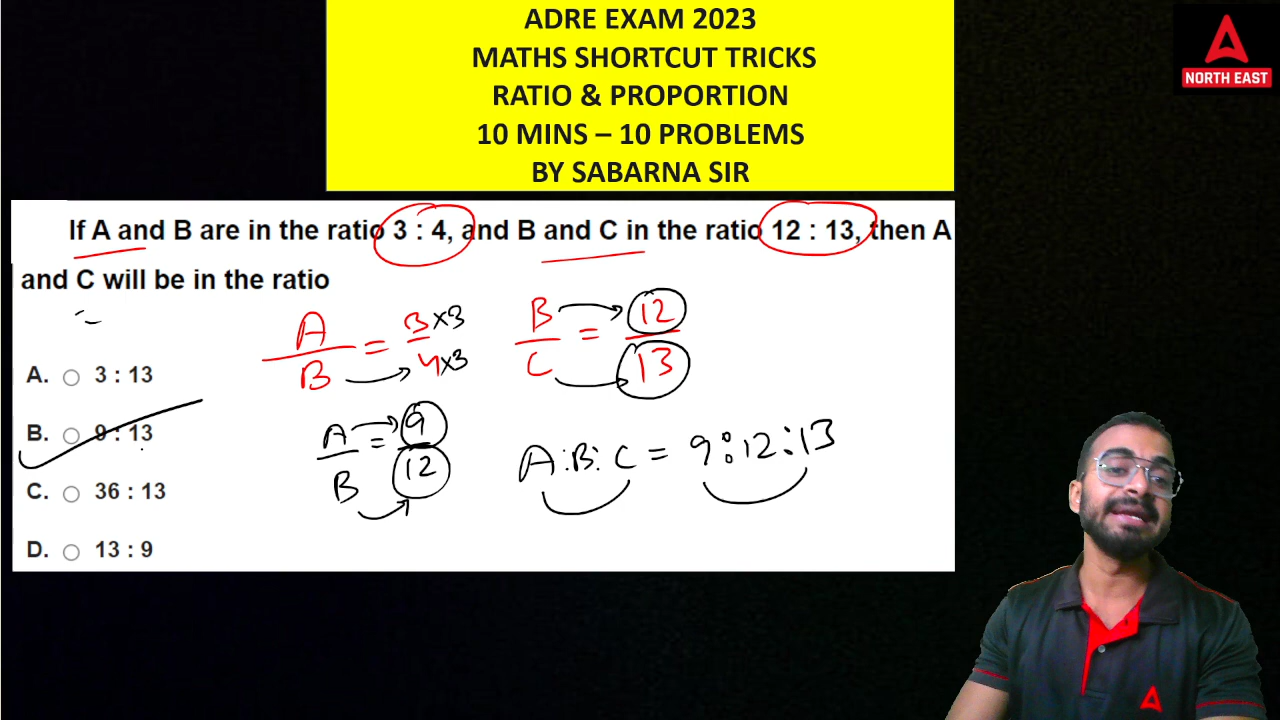 ADRE EXAM 2023
MATHS SHORTCUT TRICKS
RATIO & PROPORTION
10 MINS – 10 PROBLEMS
BY SABARNA SIR
NORTH EAST
If A and B are in the ratio 3 : 4, and B and C in the ratio 12 : 13, then A
and C will be in the ratio
A/B = 3×3/4×3
B/C = 12/13
A. 3 : 13
B. 9 : 13
A/B = 9/12
A:B:C = 9:12:13
C. 36 : 13
D. 13 : 9